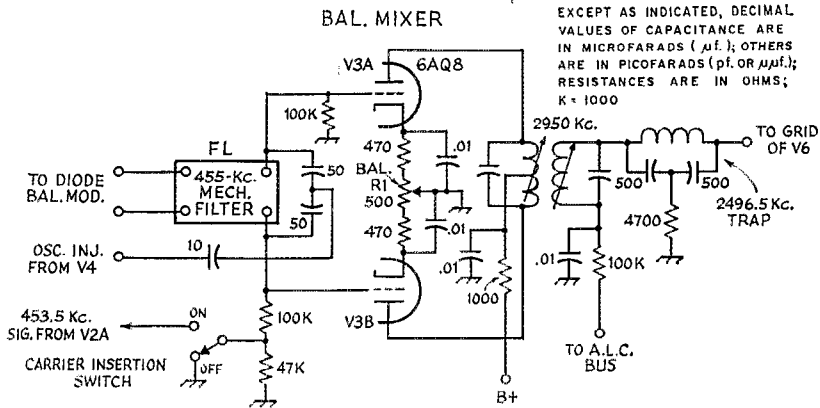 BAL. MIXER
EXCEPT AS INDICATED, DECIMAL
VALUES OF CAPACITANCE ARE
IN MICROFARADS (µf.); OTHERS
ARE IN PICOFARADS (pf. OR µµf.);
RESISTANCES ARE IN OHMS;
K = 1000
V3A
6AQ8
100K
FL
455-Kc.
MECH.
FILTER
TO DIODE
BAL. MOD.
50
50
470
BAL.
R1
500
470
.01
.01
.01
2950 Kc.
TO GRID
OF V6
500
500
2496.5 Kc.
TRAP
4700
OSC. INJ.
FROM V4
10
1000
.01
100K
V3B
453.5 Kc.
SIG. FROM V2A
ON
OFF
100K
47K
CARRIER INSERTION
SWITCH
B+
TO A.L.C.
BUS